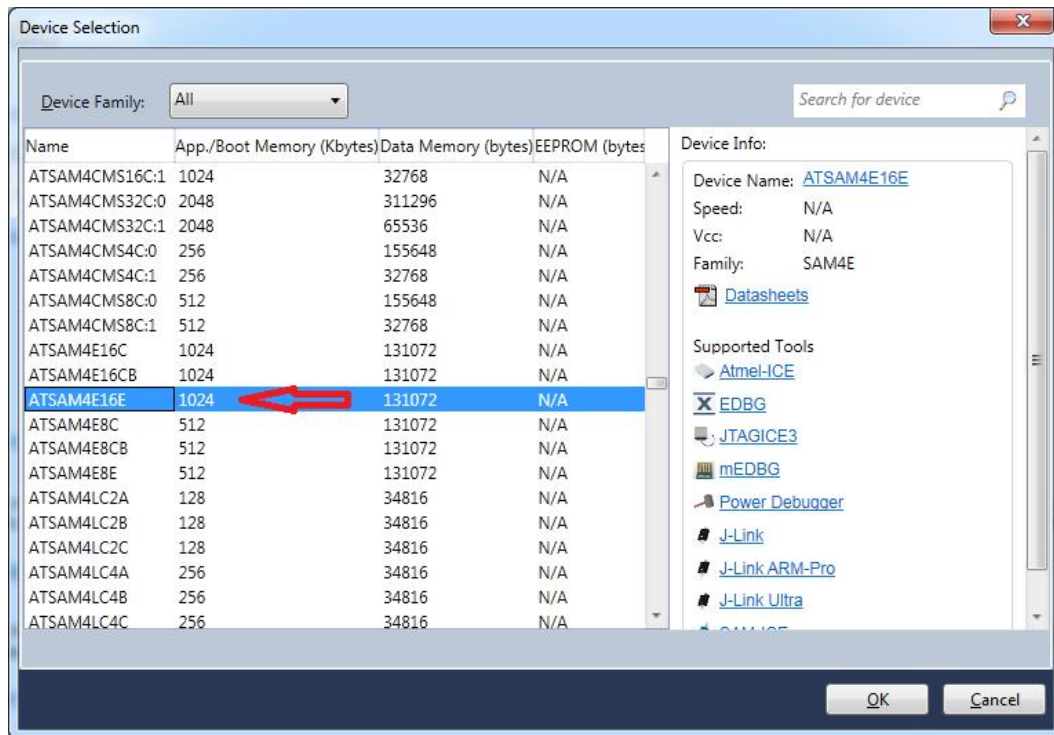 Device Selection
Device Family: All Search for device
Name App./Boot Memory (Kbytes) Data Memory (bytes) EEPROM (bytes
ATSAM4CMS16C:1 1024 32768 N/A
ATSAM4CMS32C:0 2048 311296 N/A
ATSAM4CMS32C:1 2048 65536 N/A
ATSAM4CMS4C:0 256 155648 N/A
ATSAM4CMS4C:1 256 32768 N/A
ATSAM4CMS8C:0 512 155648 N/A
ATSAM4CMS8C:1 512 32768 N/A
ATSAM4E16C 1024 131072 N/A
ATSAM4E16CB 1024 131072 N/A
ATSAM4E16E 1024 131072 N/A
ATSAM4E8C 512 131072 N/A
ATSAM4E8CB 512 131072 N/A
ATSAM4E8E 512 131072 N/A
ATSAM4LC2A 128 34816 N/A
ATSAM4LC2B 128 34816 N/A
ATSAM4LC2C 128 34816 N/A
ATSAM4LC4A 256 34816 N/A
ATSAM4LC4B 256 34816 N/A
ATSAM4LC4C 256 34816 N/A
Device Info:
Device Name: ATSAM4E16E
Speed: N/A
Vcc: N/A
Family: SAM4E
Datasheets
Supported Tools
Atmel-ICE
EDBG
JTAGICE3
mEDBG
Power Debugger
J-Link
J-Link ARM-Pro
J-Link Ultra
OK Cancel